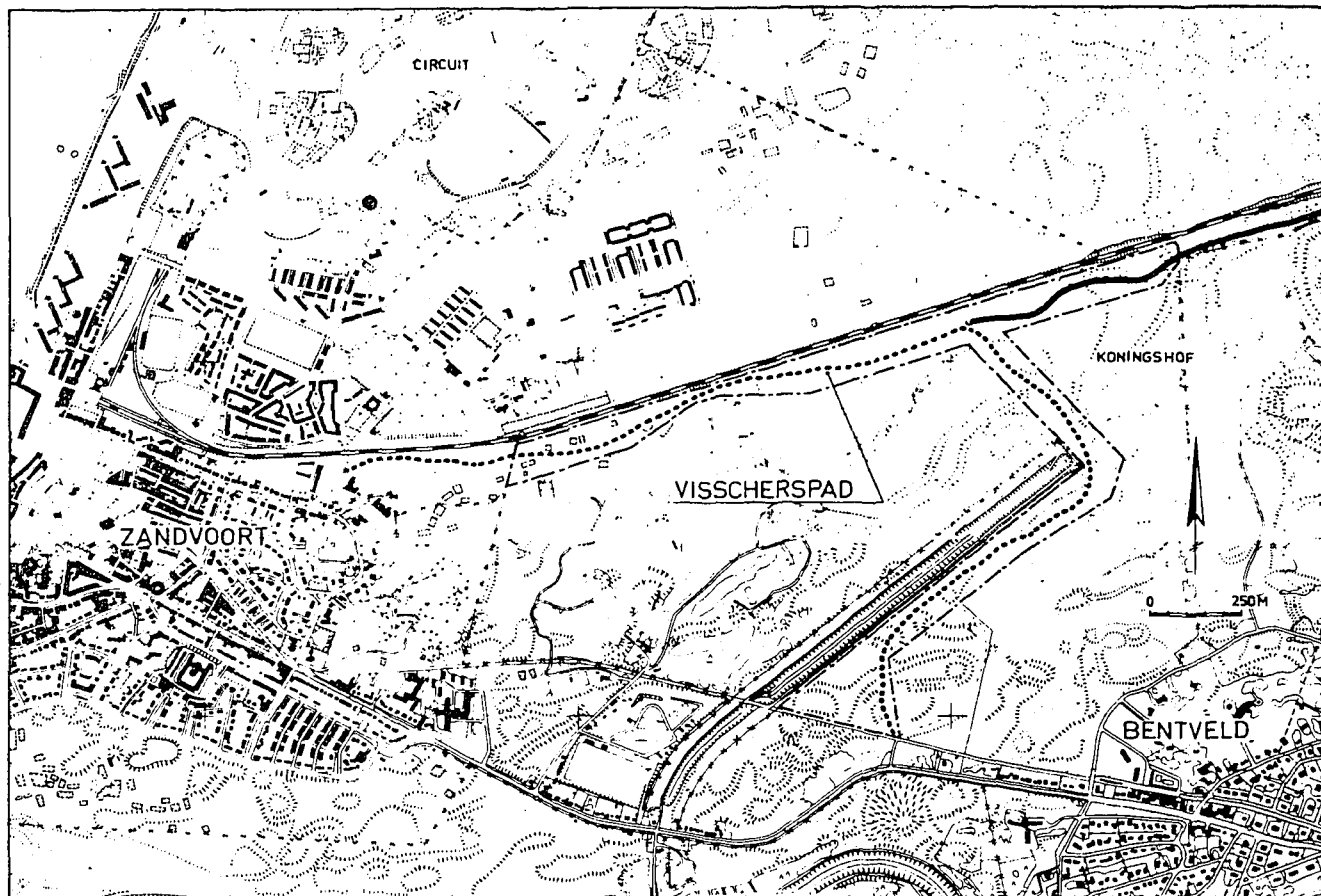 CIRCUIT
KONINGSHOF
VISSCHERSPAD
ZANDVOORT
0 250M
BENTVELD